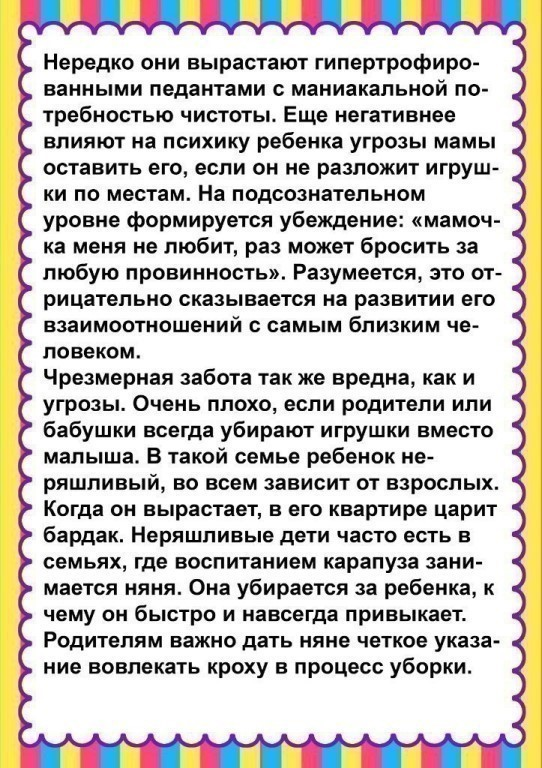 Нередко они вырастают гипертрофиро-
ванными педантами с маниакальной по-
требностью чистоты. Еще негативнее
влияют на психику ребенка угрозы мамы
оставить его, если он не разложит игруш-
ки по местам. На подсознательном
уровне формируется убеждение: «мамоч-
ка меня не любит, раз может бросить за
любую провинность». Разумеется, это от-
рицательно сказывается на развитии его
взаимоотношений с самым близким че-
ловеком.
Чрезмерная забота так же вредна, как и
угрозы. Очень плохо, если родители или
бабушки всегда убирают игрушки вместо
малыша. В такой семье ребенок не-
ряшливый, во всем зависит от взрослых.
Когда он вырастает, в его квартире царит
бардак. Неряшливые дети часто есть в
семьях, где воспитанием карапуза зани-
мается няня. Она убирается за ребенка, к
чему он быстро и навсегда привыкает.
Родителям важно дать няне четкое указа-
ние вовлекать кроху в процесс уборки.